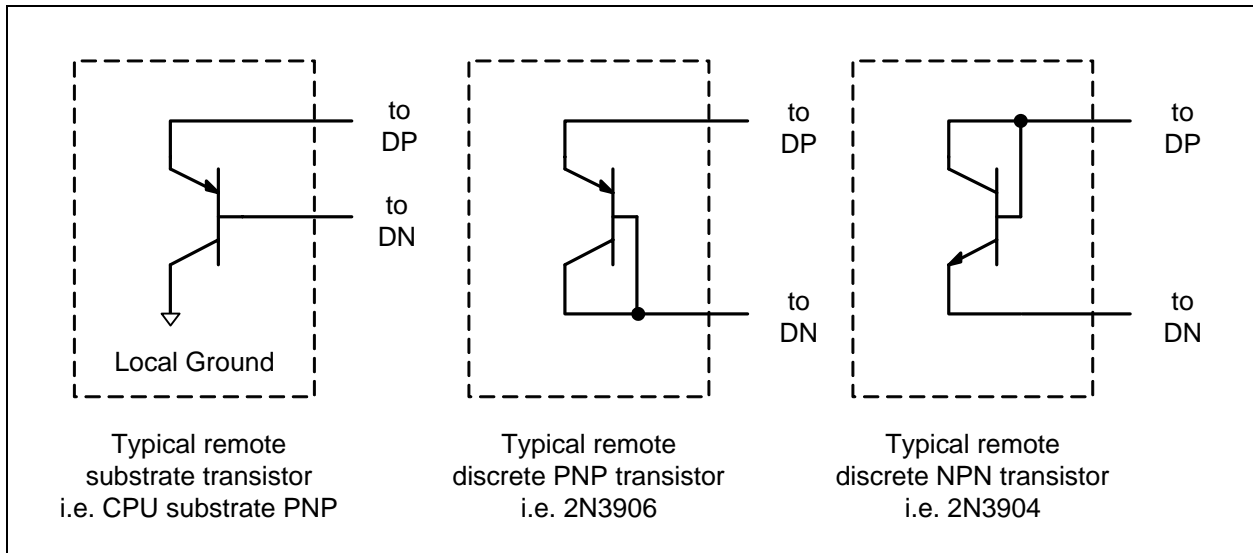 to
DP
to
DN
Local Ground
Typical remote
substrate transistor
i.e. CPU substrate PNP
to
DP
to
DN
Typical remote
discrete PNP transistor
i.e. 2N3906
to
DP
to
DN
Typical remote
discrete NPN transistor
i.e. 2N3904